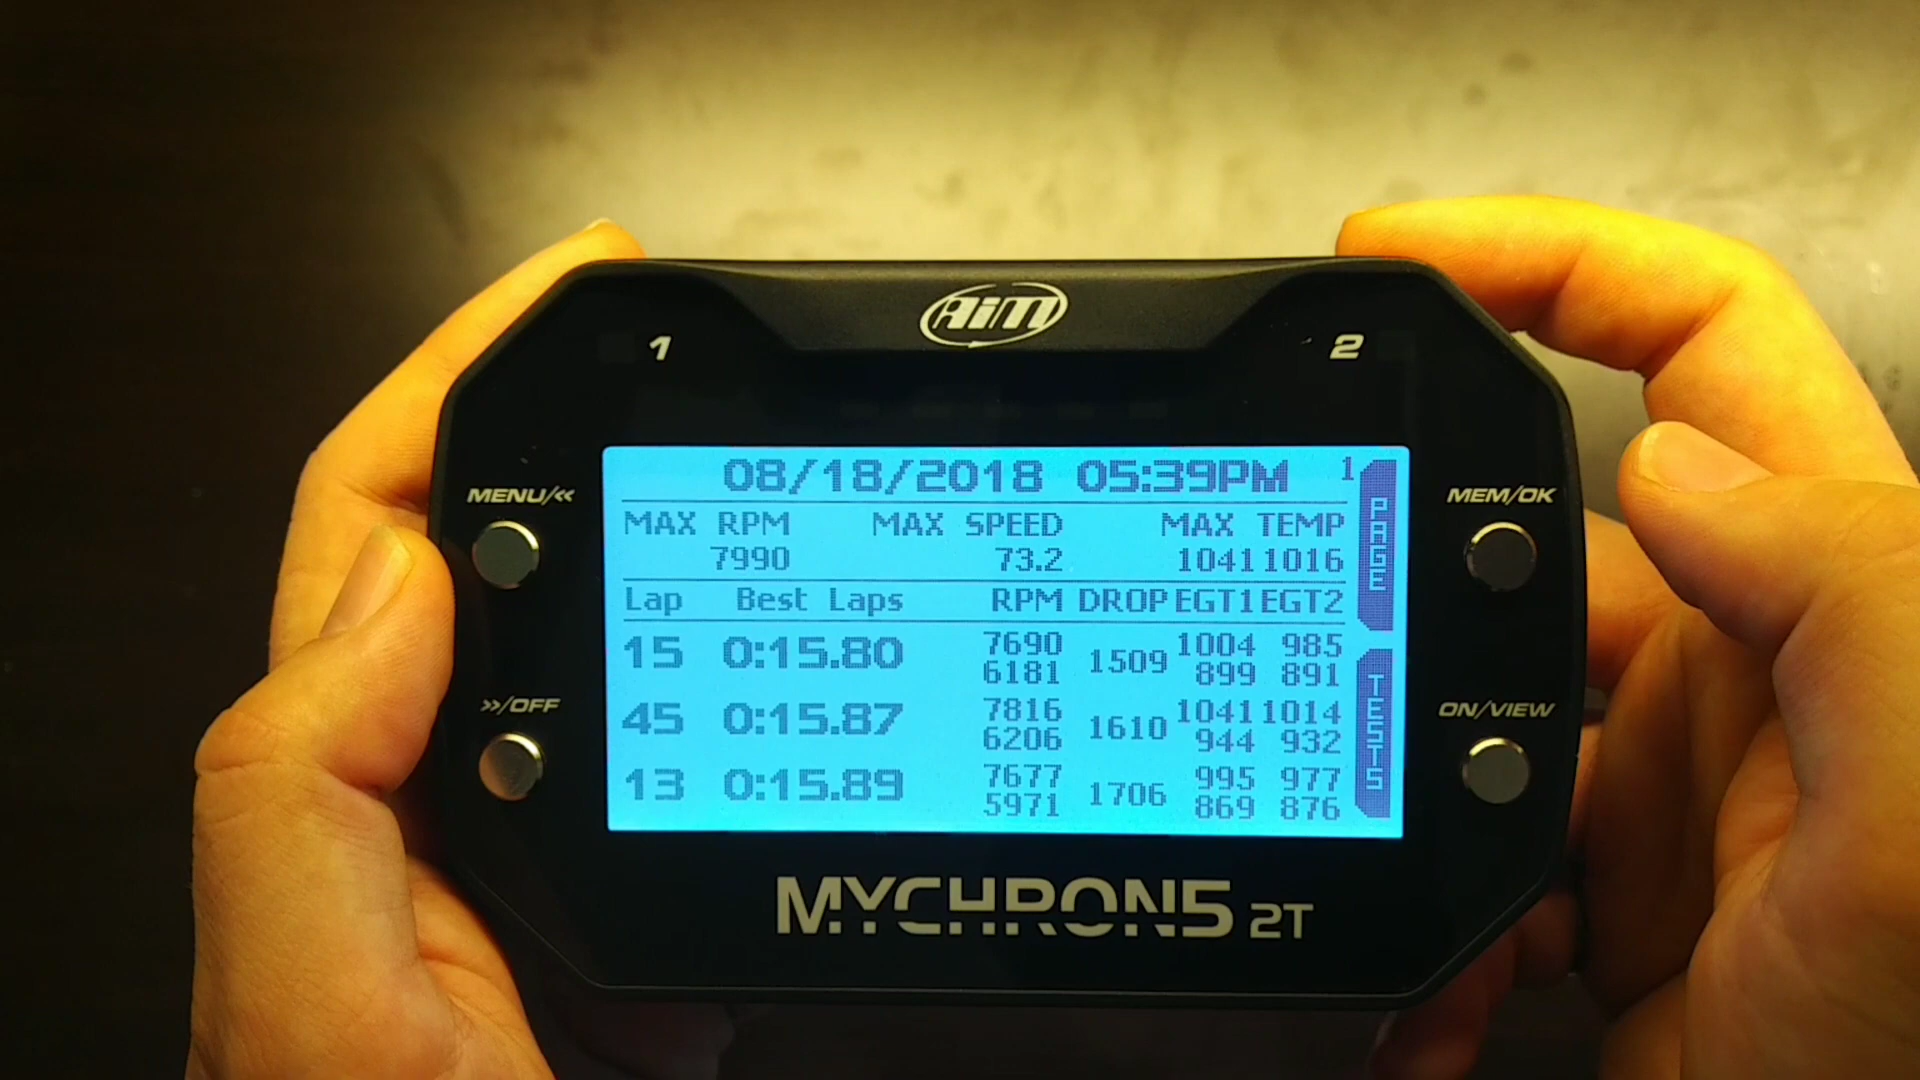 AiM
1 2
MENU/<< MEM/OK
>>/OFF ON/VIEW
08/18/2018 05:39PM 1
PAGE
MAX RPM MAX SPEED MAX TEMP
7990 73.2 1041 1016
Lap Best Laps RPM DROP EGT1 EGT2
15 0:15.80 7690 1509 1004 985
6181 899 891
45 0:15.87 7816 1610 1041 1014
6206 944 932
13 0:15.89 7677 1706 995 977
5971 869 876
TESTS
MYCHRON5 2T